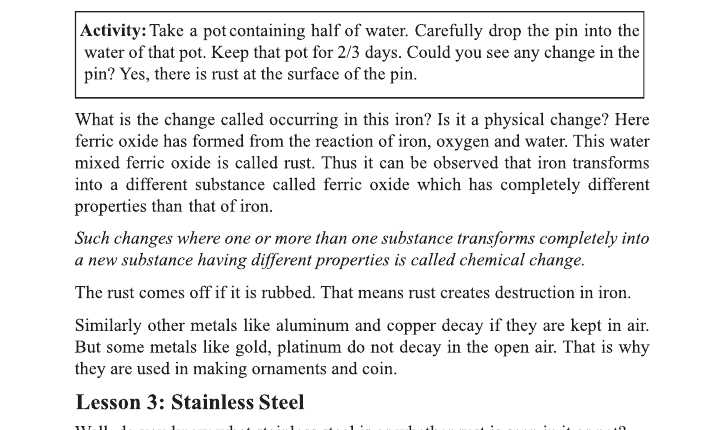 Activity: Take a pot containing half of water. Carefully drop the pin into the
water of that pot. Keep that pot for 2/3 days. Could you see any change in the
pin? Yes, there is rust at the surface of the pin.
What is the change called occurring in this iron? Is it a physical change? Here
ferric oxide has formed from the reaction of iron, oxygen and water. This water
mixed ferric oxide is called rust. Thus it can be observed that iron transforms
into a different substance called ferric oxide which has completely different
properties than that of iron.
Such changes where one or more than one substance transforms completely into
a new substance having different properties is called chemical change.
The rust comes off if it is rubbed. That means rust creates destruction in iron.
Similarly other metals like aluminum and copper decay if they are kept in air.
But some metals like gold, platinum do not decay in the open air. That is why
they are used in making ornaments and coin.
Lesson 3: Stainless Steel